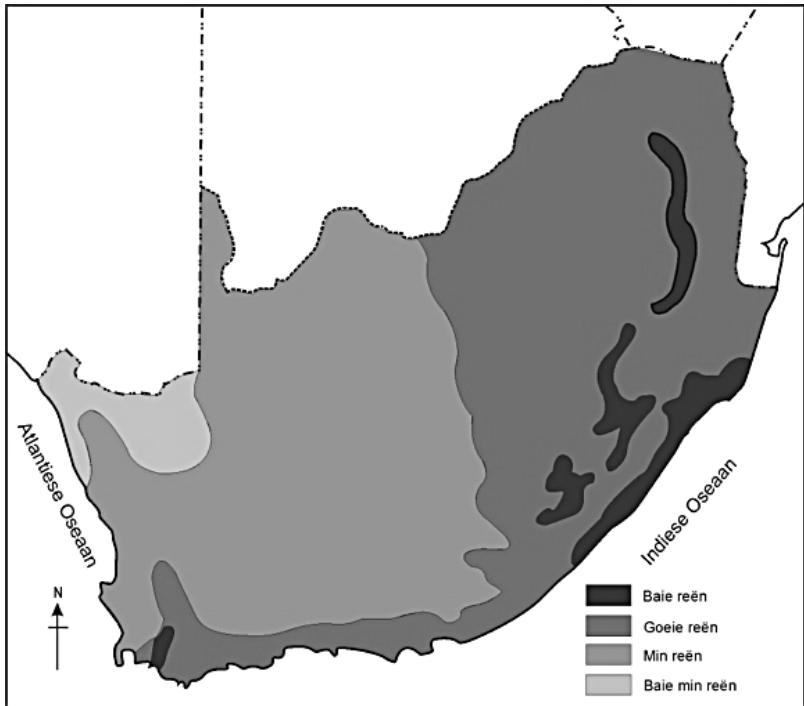 Atlantiese Oseaan
Indiese Oseaan
N
Baie reën
Goeie reën
Min reën
Baie min reën